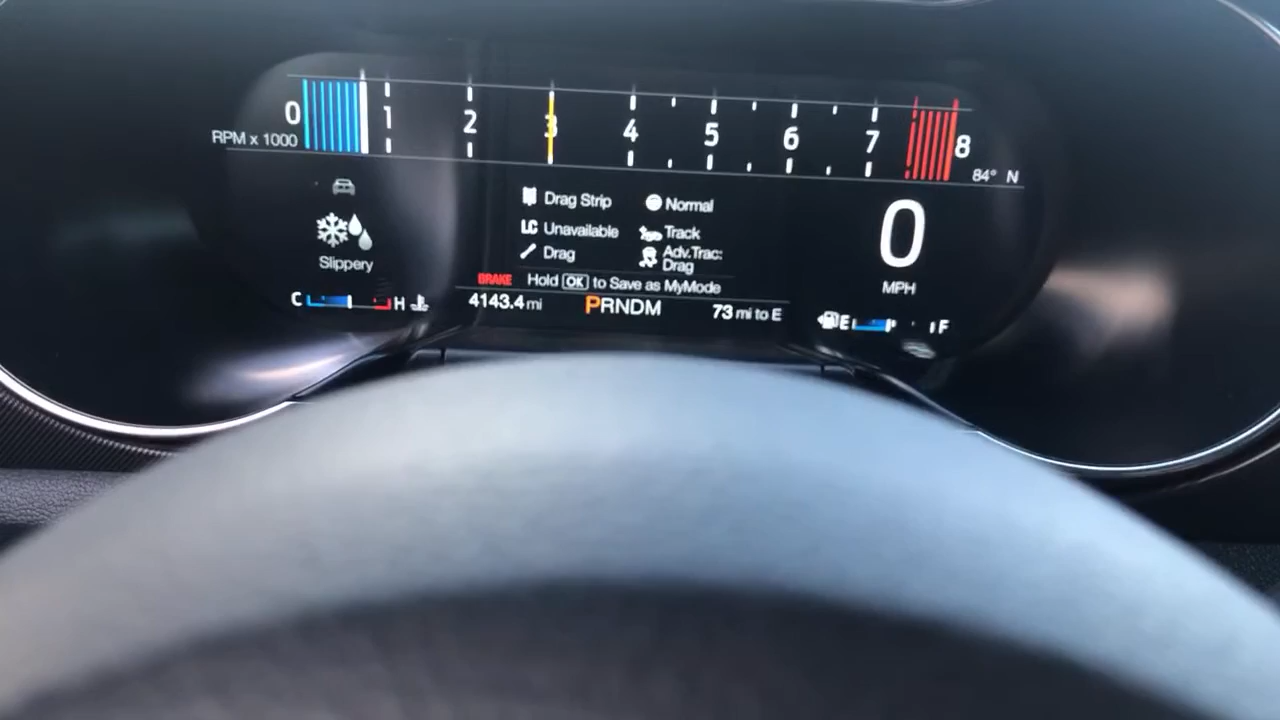 0 1 2 3 4 5 6 7 8
RPM x 1000
84° N
Drag Strip Normal
LC Unavailable Track
Drag Adv.Trac: Drag
Slippery
0
MPH
BRAKE Hold OK to Save as MyMode
C H
4143.4 mi PRNDM 73 mi to E
E F